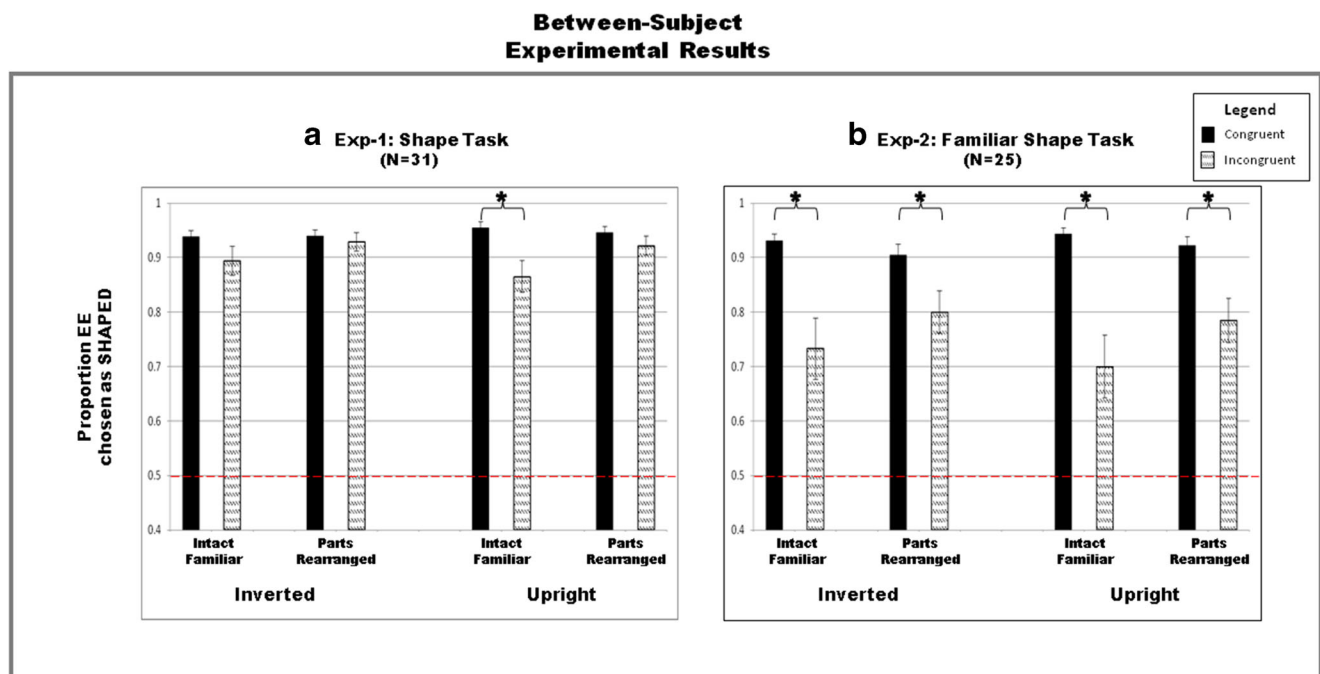 Between-Subject
Experimental Results
Legend
Congruent
Incongruent
a Exp-1: Shape Task
(N=31)
b Exp-2: Familiar Shape Task
(N=25)
Proportion EE
chosen as SHAPED
1
0.9
0.8
0.7
0.6
0.5
0.4
*
Intact
Familiar
Parts
Rearranged
Intact
Familiar
Parts
Rearranged
Inverted
Upright
1
0.9
0.8
0.7
0.6
0.5
0.4
*
*
*
*
Intact
Familiar
Parts
Rearranged
Intact
Familiar
Parts
Rearranged
Inverted
Upright